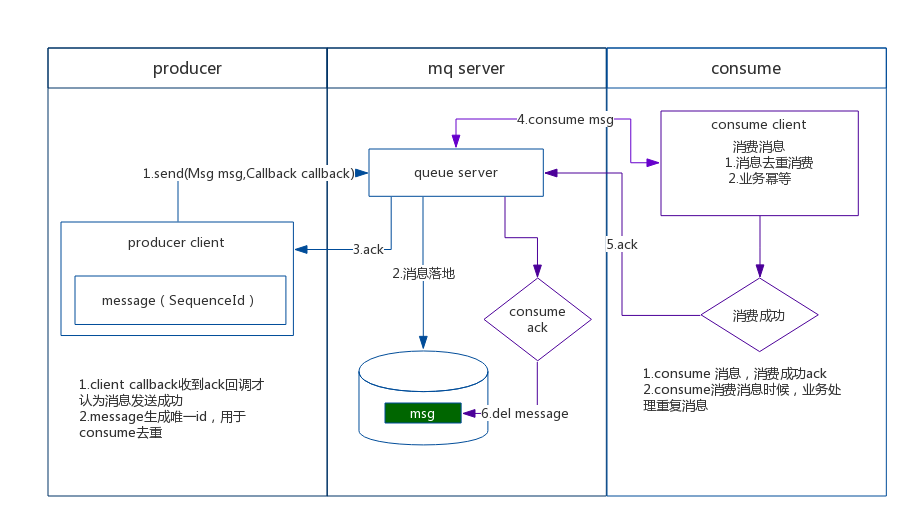 producer
mq server
consume
1.send(Msg msg,Callback callback)
producer client
message（SequenceId）
1.client callback收到ack回调才
认为消息发送成功
2.message生成唯一id，用于
consume去重
4.consume msg
queue server
3.ack
2.消息落地
consume
ack
msg
6.del message
consume client
消费消息
1.消息去重消费
2.业务幂等
5.ack
消费成功
1.consume 消息，消费成功ack
2.consume消费消息时候，业务处
理重复消息